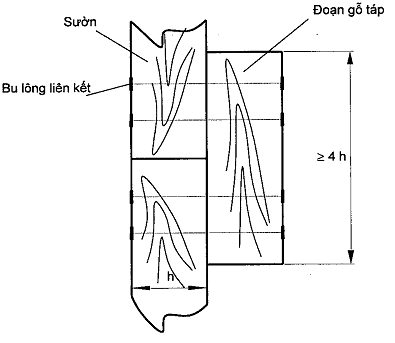 Sườn
Đoạn gỗ táp
Bu lông liên kết
≥ 4 h
h